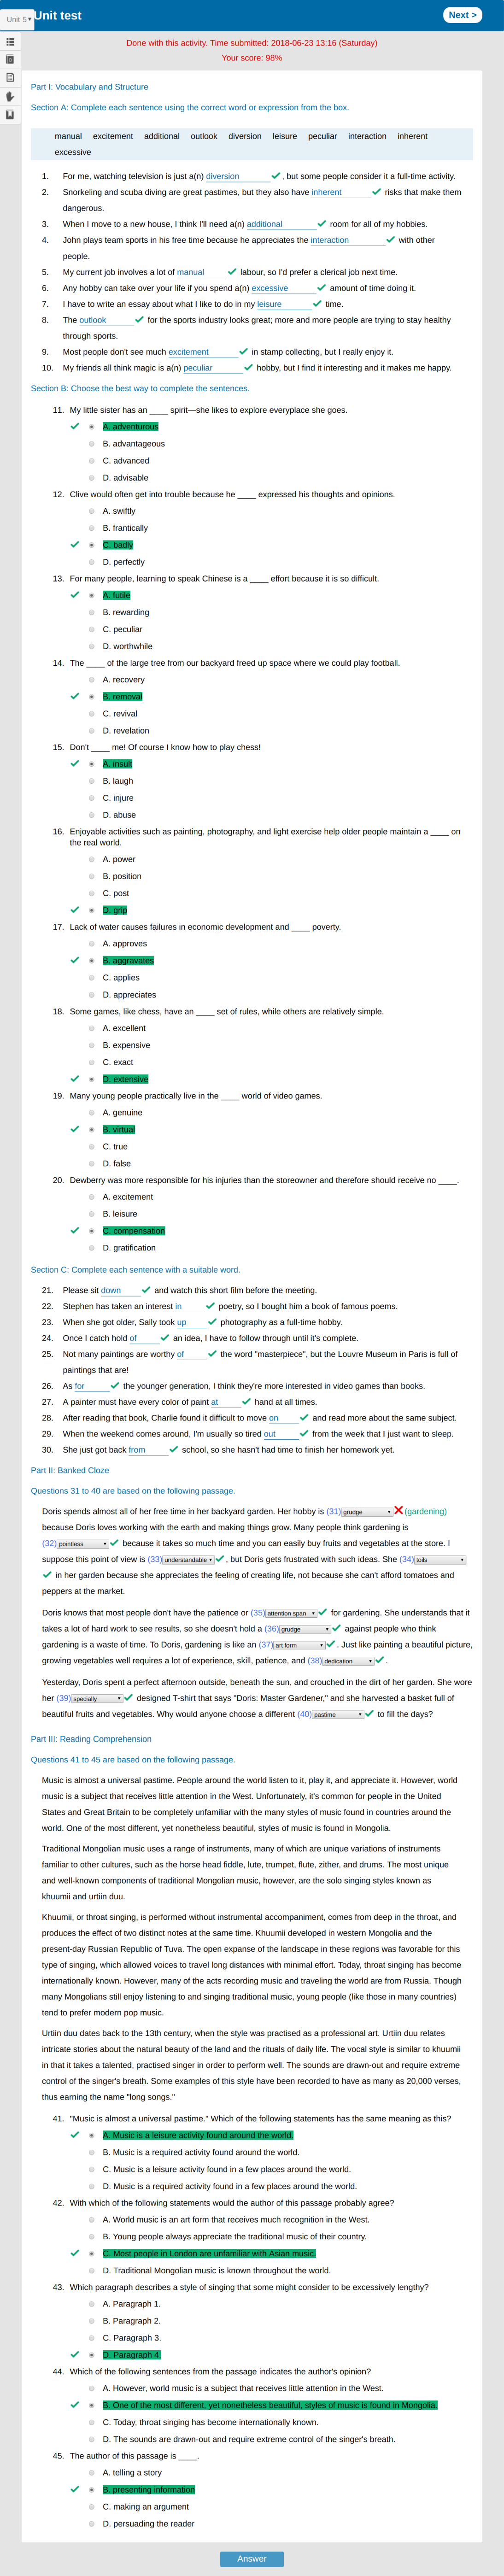 Unit test
Next >
Unit 5
Done with this activity. Time submitted: 2018-06-23 13:16 (Saturday)
Your score: 98%
Part I: Vocabulary and Structure
Section A: Complete each sentence using the correct word or expression from the box.
manual excitement additional outlook diversion leisure peculiar interaction inherent
excessive
1. For me, watching television is just a(n) diversion , but some people consider it a full-time activity.
2. Snorkeling and scuba diving are great pastimes, but they also have inherent risks that make them
dangerous.
3. When I move to a new house, I think I'll need a(n) additional room for all of my hobbies.
4. John plays team sports in his free time because he appreciates the interaction with other
people.
5. My current job involves a lot of manual labour, so I'd prefer a clerical job next time.
6. Any hobby can take over your life if you spend a(n) excessive amount of time doing it.
7. I have to write an essay about what I like to do in my leisure time.
8. The outlook for the sports industry looks great; more and more people are trying to stay healthy
through sports.
9. Most people don't see much excitement in stamp collecting, but I really enjoy it.
10. My friends all think magic is a(n) peculiar hobby, but I find it interesting and it makes me happy.
Section B: Choose the best way to complete the sentences.
11. My little sister has an ____ spirit—she likes to explore everyplace she goes.
A. adventurous
B. advantageous
C. advanced
D. advisable
12. Clive would often get into trouble because he ____ expressed his thoughts and opinions.
A. swiftly
B. frantically
C. badly
D. perfectly
13. For many people, learning to speak Chinese is a ____ effort because it is so difficult.
A. futile
B. rewarding
C. peculiar
D. worthwhile
14. The ____ of the large tree from our backyard freed up space where we could play football.
A. recovery
B. removal
C. revival
D. revelation
15. Don't ____ me! Of course I know how to play chess!
A. insult
B. laugh
C. injure
D. abuse
16. Enjoyable activities such as painting, photography, and light exercise help older people maintain a ____ on
the real world.
A. power
B. position
C. post
D. grip
17. Lack of water causes failures in economic development and ____ poverty.
A. approves
B. aggravates
C. applies
D. appreciates
18. Some games, like chess, have an ____ set of rules, while others are relatively simple.
A. excellent
B. expensive
C. exact
D. extensive
19. Many young people practically live in the ____ world of video games.
A. genuine
B. virtual
C. true
D. false
20. Dewberry was more responsible for his injuries than the storeowner and therefore should receive no ____.
A. excitement
B. leisure
C. compensation
D. gratification
Section C: Complete each sentence with a suitable word.
21. Please sit down and watch this short film before the meeting.
22. Stephen has taken an interest in poetry, so I bought him a book of famous poems.
23. When she got older, Sally took up photography as a full-time hobby.
24. Once I catch hold of an idea, I have to follow through until it's complete.
25. Not many paintings are worthy of the word "masterpiece", but the Louvre Museum in Paris is full of
paintings that are!
26. As for the younger generation, I think they're more interested in video games than books.
27. A painter must have every color of paint at hand at all times.
28. After reading that book, Charlie found it difficult to move on and read more about the same subject.
29. When the weekend comes around, I'm usually so tired out from the week that I just want to sleep.
30. She just got back from school, so she hasn't had time to finish her homework yet.
Part II: Banked Cloze
Questions 31 to 40 are based on the following passage.
Doris spends almost all of her free time in her backyard garden. Her hobby is (31) grudge (gardening)
because Doris loves working with the earth and making things grow. Many people think gardening is
(32) pointless because it takes so much time and you can easily buy fruits and vegetables at the store. I
suppose this point of view is (33) understandable , but Doris gets frustrated with such ideas. She (34) toils
in her garden because she appreciates the feeling of creating life, not because she can't afford tomatoes and
peppers at the market.
Doris knows that most people don't have the patience or (35) attention span for gardening. She understands that it
takes a lot of hard work to see results, so she doesn't hold a (36) grudge against people who think
gardening is a waste of time. To Doris, gardening is like an (37) art form . Just like painting a beautiful picture,
growing vegetables well requires a lot of experience, skill, patience, and (38) dedication .
Yesterday, Doris spent a perfect afternoon outside, beneath the sun, and crouched in the dirt of her garden. She wore
her (39) specially designed T-shirt that says "Doris: Master Gardener," and she harvested a basket full of
beautiful fruits and vegetables. Why would anyone choose a different (40) pastime to fill the days?
Part III: Reading Comprehension
Questions 41 to 45 are based on the following passage.
Music is almost a universal pastime. People around the world listen to it, play it, and appreciate it. However, world
music is a subject that receives little attention in the West. Unfortunately, it's common for people in the United
States and Great Britain to be completely unfamiliar with the many styles of music found in countries around the
world. One of the most different, yet nonetheless beautiful, styles of music is found in Mongolia.
Traditional Mongolian music uses a range of instruments, many of which are unique variations of instruments
familiar to other cultures, such as the horse head fiddle, lute, trumpet, flute, zither, and drums. The most unique
and well-known components of traditional Mongolian music, however, are the solo singing styles known as
khuumii and urtiin duu.
Khuumii, or throat singing, is performed without instrumental accompaniment, comes from deep in the throat, and
produces the effect of two distinct notes at the same time. Khuumii developed in western Mongolia and the
present-day Russian Republic of Tuva. The open expanse of the landscape in these regions was favorable for this
type of singing, which allowed voices to travel long distances with minimal effort. Today, throat singing has become
internationally known. However, many of the acts recording music and traveling the world are from Russia. Though
many Mongolians still enjoy listening to and singing traditional music, young people (like those in many countries)
tend to prefer modern pop music.
Urtiin duu dates back to the 13th century, when the style was practised as a professional art. Urtiin duu relates
intricate stories about the natural beauty of the land and the rituals of daily life. The vocal style is similar to khuumii
in that it takes a talented, practised singer in order to perform well. The sounds are drawn-out and require extreme
control of the singer's breath. Some examples of this style have been recorded to have as many as 20,000 verses,
thus earning the name "long songs."
41. "Music is almost a universal pastime." Which of the following statements has the same meaning as this?
A. Music is a leisure activity found around the world.
B. Music is a required activity found around the world.
C. Music is a leisure activity found in a few places around the world.
D. Music is a required activity found in a few places around the world.
42. With which of the following statements would the author of this passage probably agree?
A. World music is an art form that receives much recognition in the West.
B. Young people always appreciate the traditional music of their country.
C. Most people in London are unfamiliar with Asian music.
D. Traditional Mongolian music is known throughout the world.
43. Which paragraph describes a style of singing that some might consider to be excessively lengthy?
A. Paragraph 1.
B. Paragraph 2.
C. Paragraph 3.
D. Paragraph 4.
44. Which of the following sentences from the passage indicates the author's opinion?
A. However, world music is a subject that receives little attention in the West.
B. One of the most different, yet nonetheless beautiful, styles of music is found in Mongolia.
C. Today, throat singing has become internationally known.
D. The sounds are drawn-out and require extreme control of the singer's breath.
45. The author of this passage is ____.
A. telling a story
B. presenting information
C. making an argument
D. persuading the reader
Answer